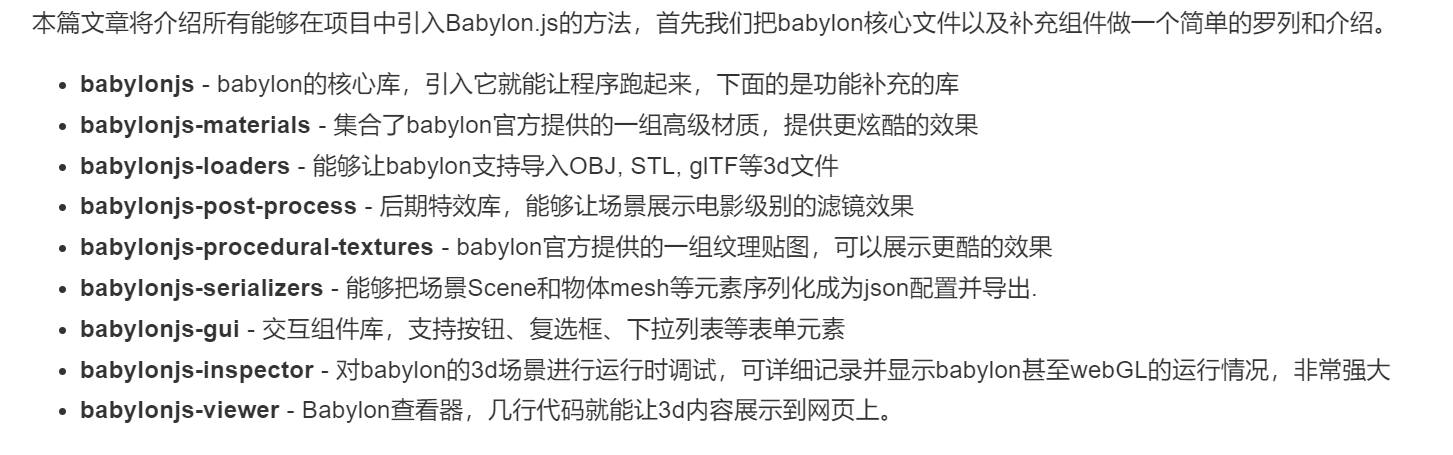 本篇文章将介绍所有能够在项目中引入Babylon.js的方法，首先我们把babylon核心文件以及补充组件做一个简单的罗列和介绍。
• babylonjs - babylon的核心库，引入它就能让程序跑起来，下面的是功能补充的库
• babylonjs-materials - 集合了babylon官方提供的一组高级材质，提供更炫酷的效果
• babylonjs-loaders - 能够让babylon支持导入OBJ, STL, glTF等3d文件
• babylonjs-post-process - 后期特效库，能够让场景展示电影级别的滤镜效果
• babylonjs-procedural-textures - babylon官方提供的一组纹理贴图，可以展示更酷的效果
• babylonjs-serializers - 能够把场景Scene和物体mesh等元素序列化成为json配置并导出.
• babylonjs-gui - 交互组件库，支持按钮、复选框、下拉列表等表单元素
• babylonjs-inspector - 对babylon的3d场景进行运行时调试，可详细记录并显示babylon甚至webGL的运行情况，非常强大
• babylonjs-viewer - Babylon查看器，几行代码就能让3d内容展示到网页上。